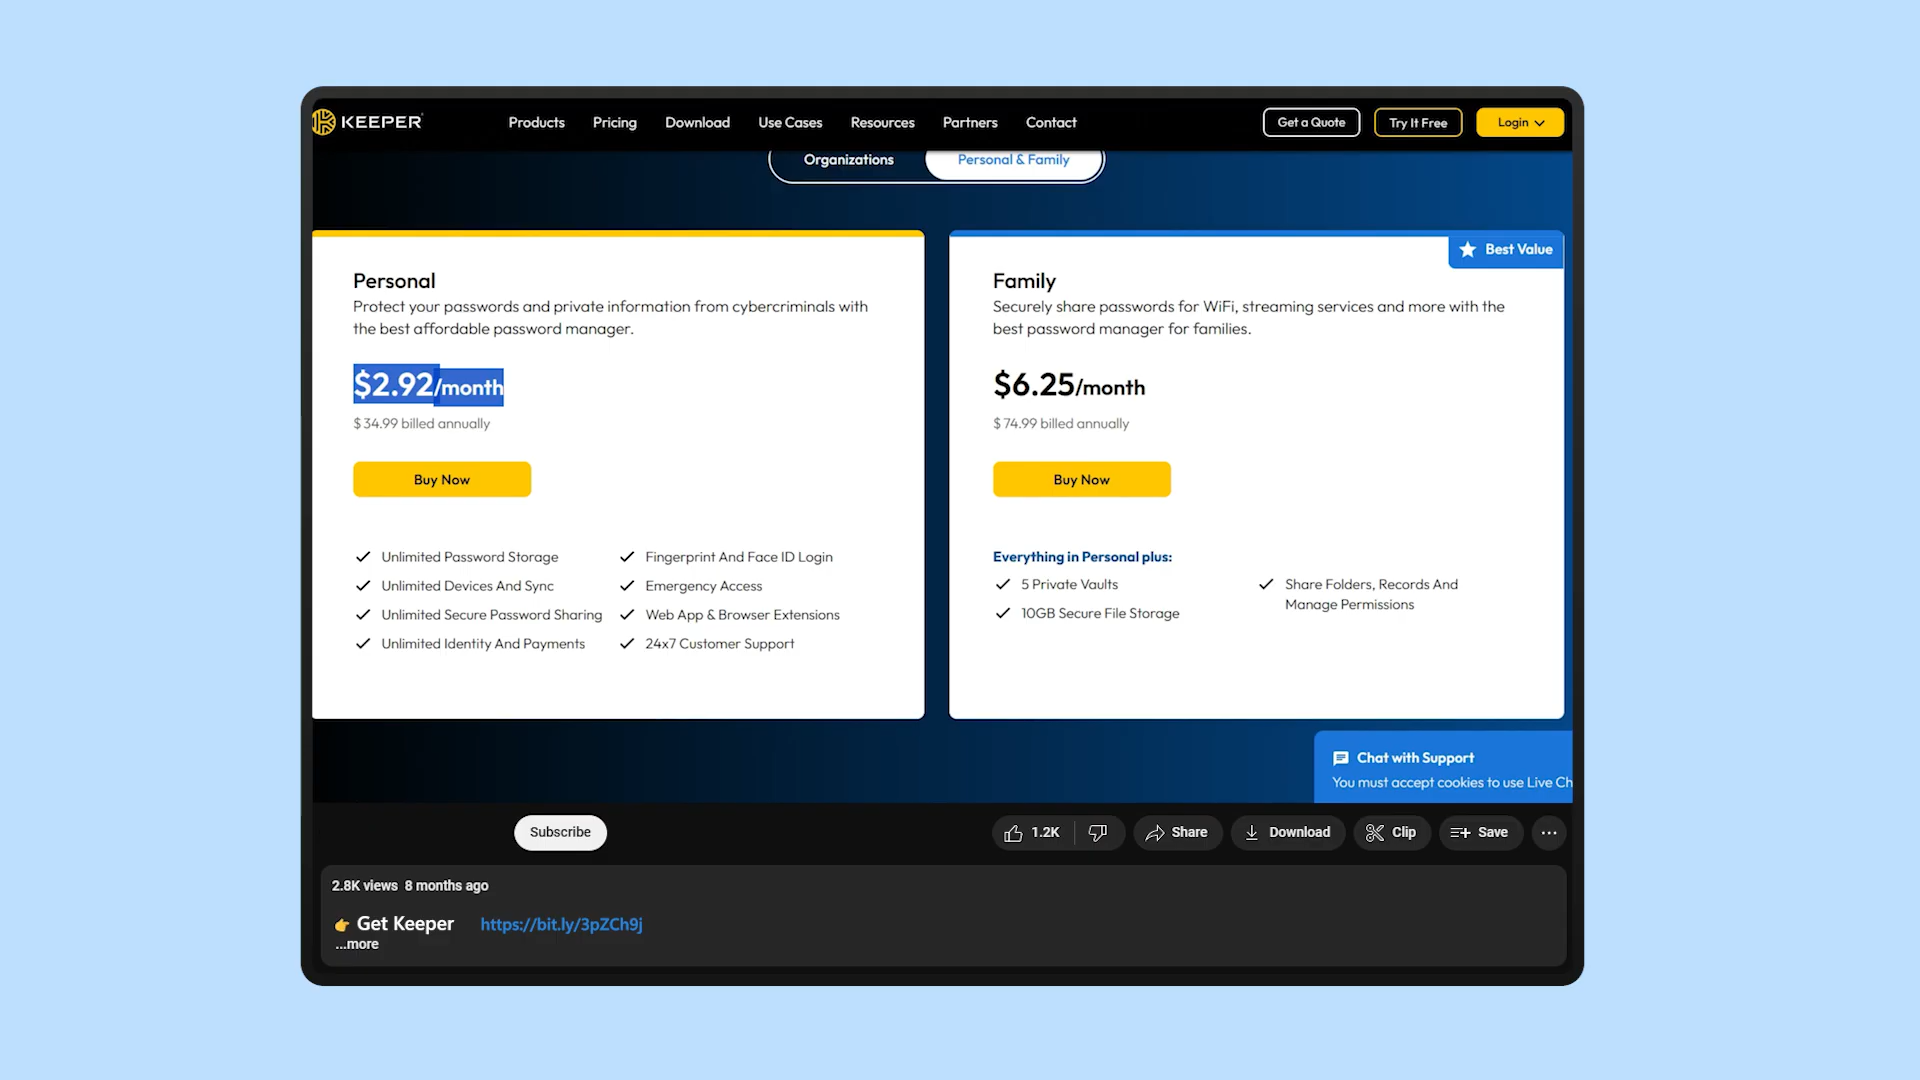 KEEPER
Products Pricing Download Use Cases Resources Partners Contact
Get a Quote Try It Free Login
Organizations Personal & Family
Best Value
Personal
Protect your passwords and private information from cybercriminals with
the best affordable password manager.
$2.92/month
$34.99 billed annually
Buy Now
Unlimited Password Storage
Unlimited Devices And Sync
Unlimited Secure Password Sharing
Unlimited Identity And Payments
Fingerprint And Face ID Login
Emergency Access
Web App & Browser Extensions
24x7 Customer Support
Family
Securely share passwords for WiFi, streaming services and more with the
best password manager for families.
$6.25/month
$74.99 billed annually
Buy Now
Everything in Personal plus:
5 Private Vaults
10GB Secure File Storage
Share Folders, Records And
Manage Permissions
Chat with Support
You must accept cookies to use Live Ch
Subscribe
1.2K Share Download Clip Save
2.8K views 8 months ago
Get Keeper https://bit.ly/3pZCh9j
...more